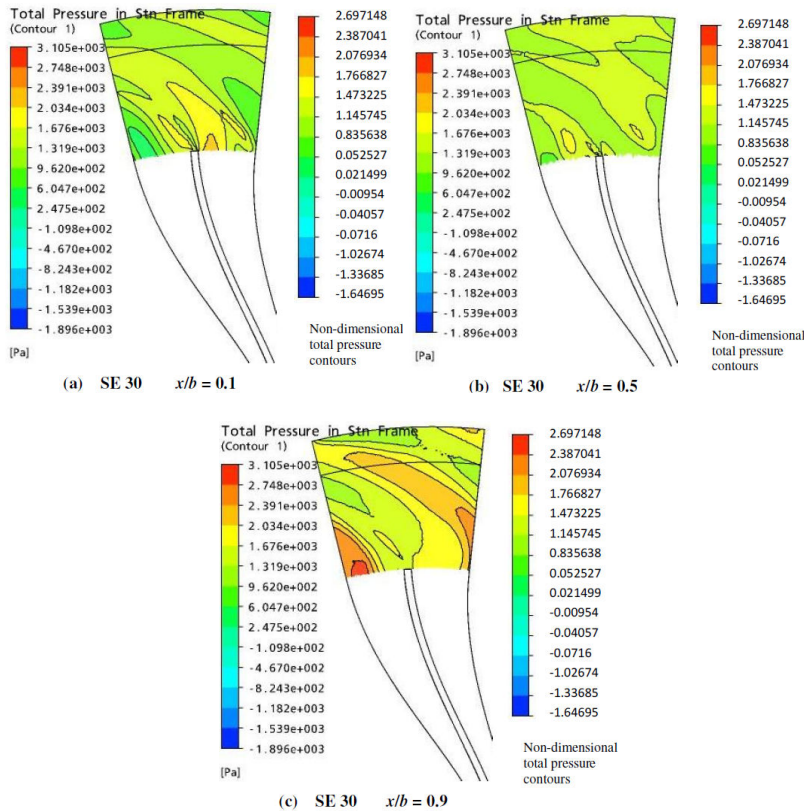 Total Pressure in Stn Frame
(Contour 1)
3.105e+003
2.748e+003
2.391e+003
2.034e+003
1.676e+003
1.319e+003
9.620e+002
6.047e+002
2.475e+002
-1.098e+002
-4.670e+002
-8.243e+002
-1.182e+003
-1.539e+003
-1.896e+003
[Pa]
2.697148
2.387041
2.076934
1.766827
1.473225
1.145745
0.835638
0.052527
0.021499
-0.00954
-0.04057
-0.0716
-1.02674
-1.33685
-1.64695
Non-dimensional
total pressure
contours
(a) SE 30 x/b = 0.1
Total Pressure in Stn Frame
(Contour 1)
3.105e+003
2.748e+003
2.391e+003
2.034e+003
1.676e+003
1.319e+003
9.620e+002
6.047e+002
2.475e+002
-1.098e+002
-4.670e+002
-8.243e+002
-1.182e+003
-1.539e+003
-1.896e+003
[Pa]
2.697148
2.387041
2.076934
1.766827
1.473225
1.145745
0.835638
0.052527
0.021499
-0.00954
-0.04057
-0.0716
-1.02674
-1.33685
-1.64695
Non-dimensional
total pressure
contours
(b) SE 30 x/b = 0.5
Total Pressure in Stn Frame
(Contour 1)
3.105e+003
2.748e+003
2.391e+003
2.034e+003
1.676e+003
1.319e+003
9.620e+002
6.047e+002
2.475e+002
-1.098e+002
-4.670e+002
-8.243e+002
-1.182e+003
-1.539e+003
-1.896e+003
[Pa]
2.697148
2.387041
2.076934
1.766827
1.473225
1.145745
0.835638
0.052527
0.021499
-0.00954
-0.04057
-0.0716
-1.02674
-1.33685
-1.64695
Non-dimensional
total pressure
contours
(c) SE 30 x/b = 0.9